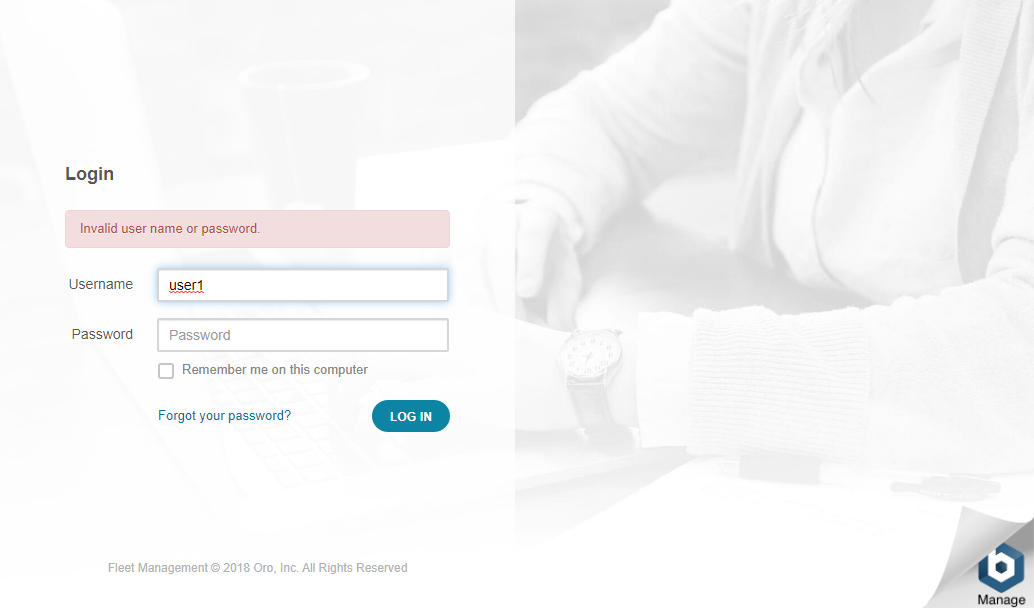 Login
Invalid user name or password.
Username
user1
Password
Password
Remember me on this computer
Forgot your password?
LOG IN
Fleet Management © 2018 Oro, Inc. All Rights Reserved
Manage